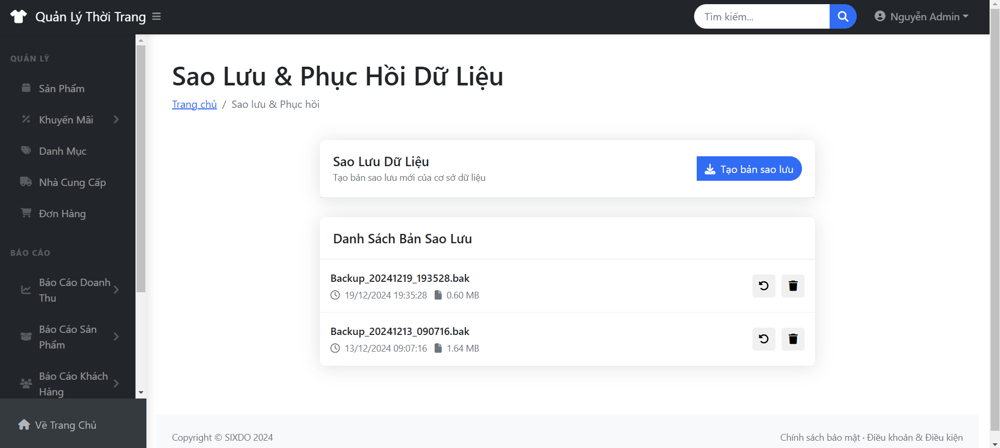 Quản Lý Thời Trang
Tìm kiếm...
Nguyễn Admin
QUẢN LÝ
Sản Phẩm
Khuyến Mãi
Danh Mục
Nhà Cung Cấp
Đơn Hàng
BÁO CÁO
Báo Cáo Doanh
Thu
Báo Cáo Sản
Phẩm
Báo Cáo Khách
Hàng
Về Trang Chủ
Sao Lưu & Phục Hồi Dữ Liệu
Trang chủ / Sao lưu & Phục hồi
Sao Lưu Dữ Liệu
Tạo bản sao lưu mới của cơ sở dữ liệu
Tạo bản sao lưu
Danh Sách Bản Sao Lưu
Backup_20241219_193528.bak
19/12/2024 19:35:28 0.60 MB
Backup_20241213_090716.bak
13/12/2024 09:07:16 1.64 MB
Copyright © SIXDO 2024
Chính sách bảo mật · Điều khoản & Điều kiện